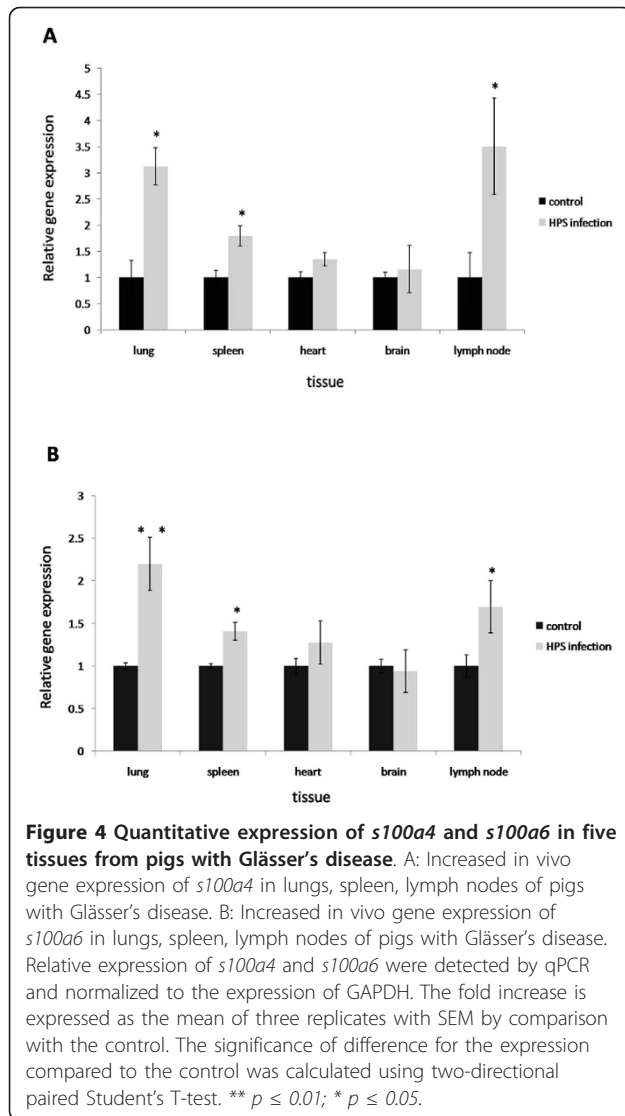 A
5
4.5
4
3.5
3
2.5
2
1.5
1
0.5
0
Relative gene expression
*
*
*
control
HPS infection
lung spleen heart brain lymph node
tissue
B
3
2.5
2
1.5
1
0.5
0
Relative gene expression
* *
*
*
control
HPS infection
lung spleen heart brain lymph node
tissue
Figure 4 Quantitative expression of s100a4 and s100a6 in five
tissues from pigs with Glässer's disease. A: Increased in vivo
gene expression of s100a4 in lungs, spleen, lymph nodes of pigs
with Glässer's disease. B: Increased in vivo gene expression of
s100a6 in lungs, spleen, lymph nodes of pigs with Glässer's disease.
Relative expression of s100a4 and s100a6 were detected by qPCR
and normalized to the expression of GAPDH. The fold increase is
expressed as the mean of three replicates with SEM by comparison
with the control. The significance of difference for the expression
compared to the control was calculated using two-directional
paired Student's T-test. ** p ≤ 0.01; * p ≤ 0.05.